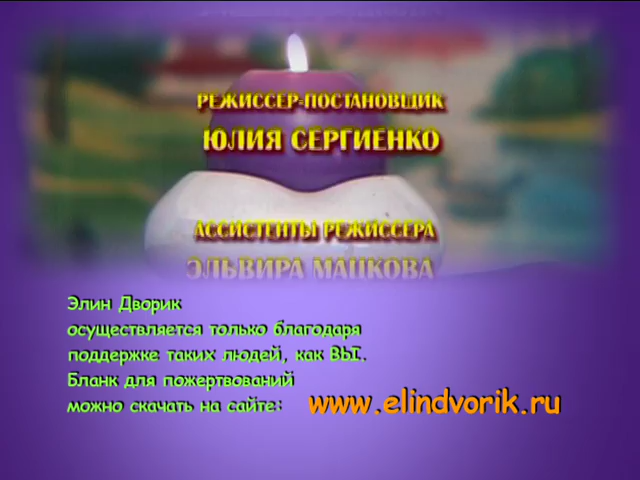 РЕЖИССЕР-ПОСТАНОВЩИК
ЮЛИЯ СЕРГИЕНКО
АССИСТЕНТЫ РЕЖИССЕРА
ЭЛЬВИРА МАЦКОВА
Элин Дворик
осуществляется только благодаря
поддержке таких людей, как ВЫ.
Бланк для пожертвований
можно скачать на сайте:
www.elindvorik.ru